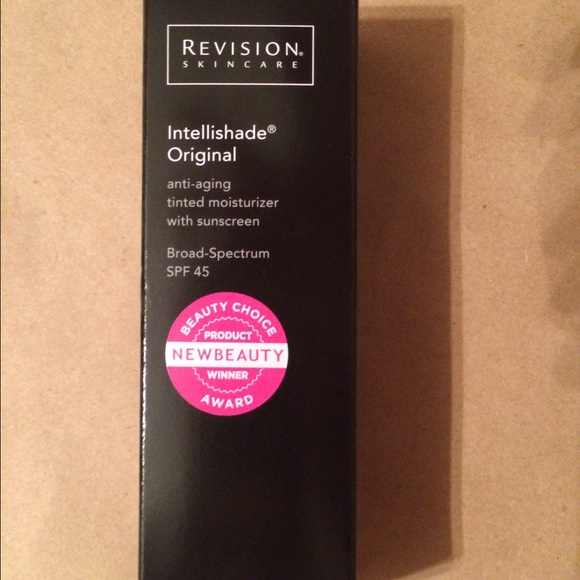 REVISION®
SKINCARE
Intellishade®
Original
anti-aging
tinted moisturizer
with sunscreen
Broad-Spectrum
SPF 45
BEAUTY CHOICE
PRODUCT
NEWBEAUTY
WINNER
AWARD